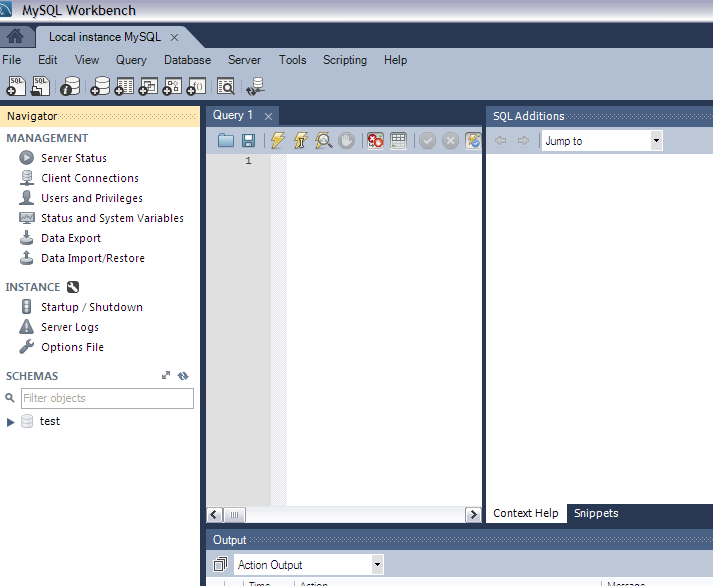 MySQL Workbench
Local instance MySQL
File Edit View Query Database Server Tools Scripting Help
SQL SQL
Navigator
MANAGEMENT
Server Status
Client Connections
Users and Privileges
Status and System Variables
Data Export
Data Import/Restore
INSTANCE
Startup / Shutdown
Server Logs
Options File
SCHEMAS
Filter objects
test
Query 1
1
SQL Additions
Jump to
Context Help Snippets
Output
Action Output
Time Action Message